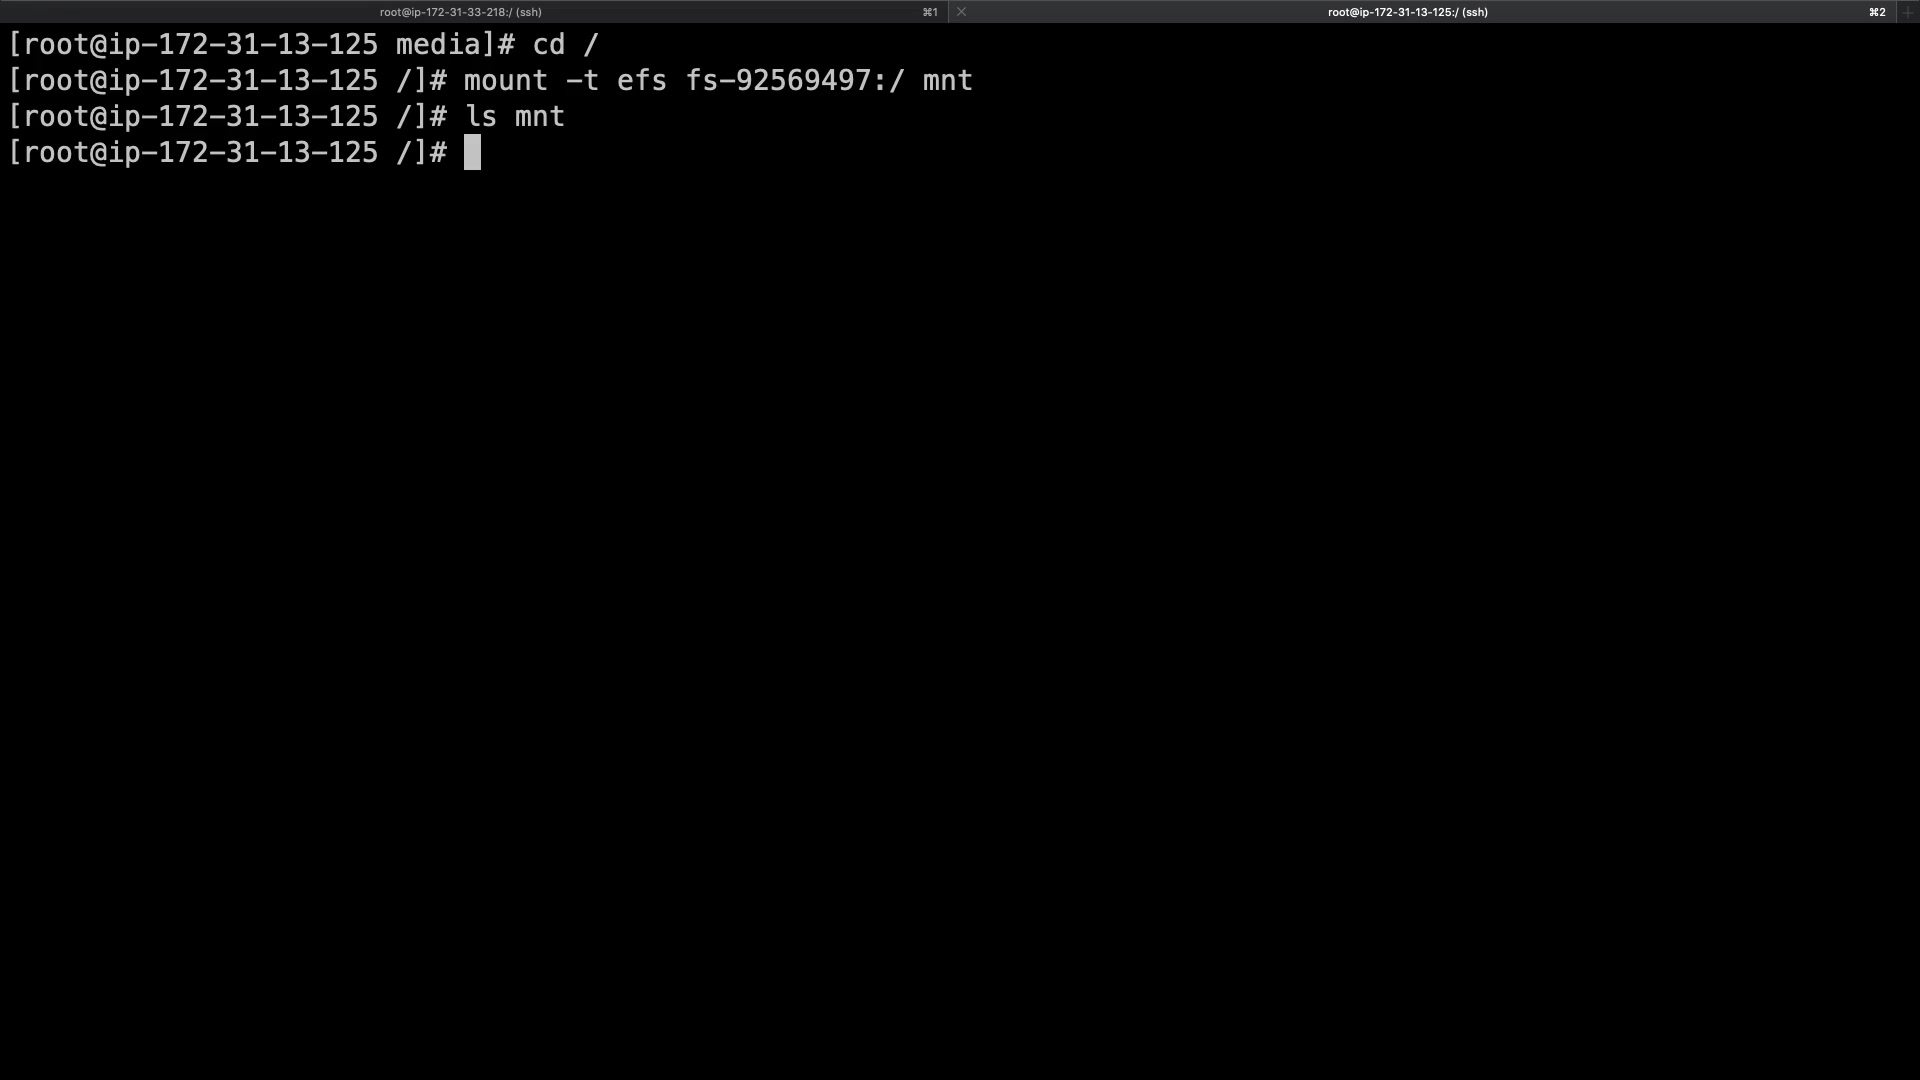 root@ip-172-31-33-218:/ (ssh) ⌘1 root@ip-172-31-13-125:/ (ssh) ⌘2
[root@ip-172-31-13-125 media]# cd /
[root@ip-172-31-13-125 /]# mount -t efs fs-92569497:/ mnt
[root@ip-172-31-13-125 /]# ls mnt
[root@ip-172-31-13-125 /]#